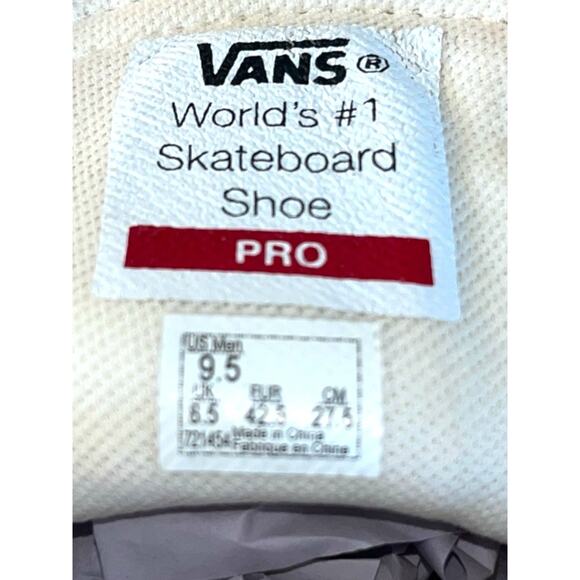 VANS®
World's #1
Skateboard
Shoe
PRO
US Men
9.5
UK EUR CM
8.5 42.5 27.5
721454 Made in China
Fabriqué en Chine